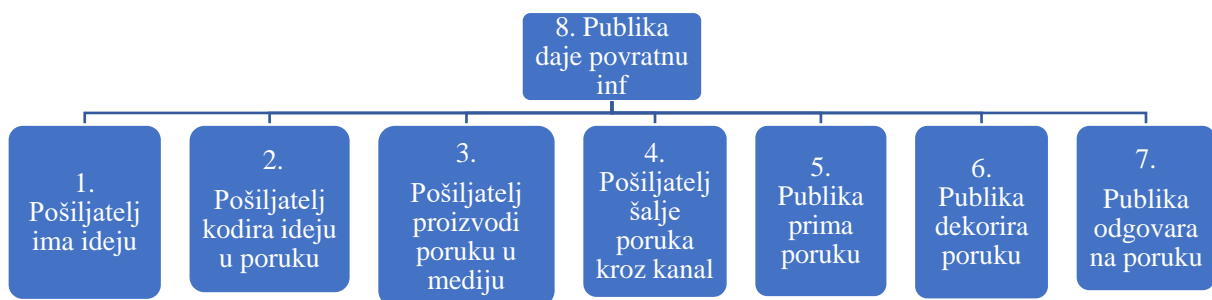 8. Publika
daje povratnu
inf
1.
Pošiljatelj
ima ideju
2.
Pošiljatelj
kodira ideju
u poruku
3.
Pošiljatelj
proizvodi
poruku u
mediju
4.
Pošiljatelj
šalje
poruka
kroz kanal
5.
Publika
prima
poruku
6.
Publika
dekorira
poruku
7.
Publika
odgovara
na poruku